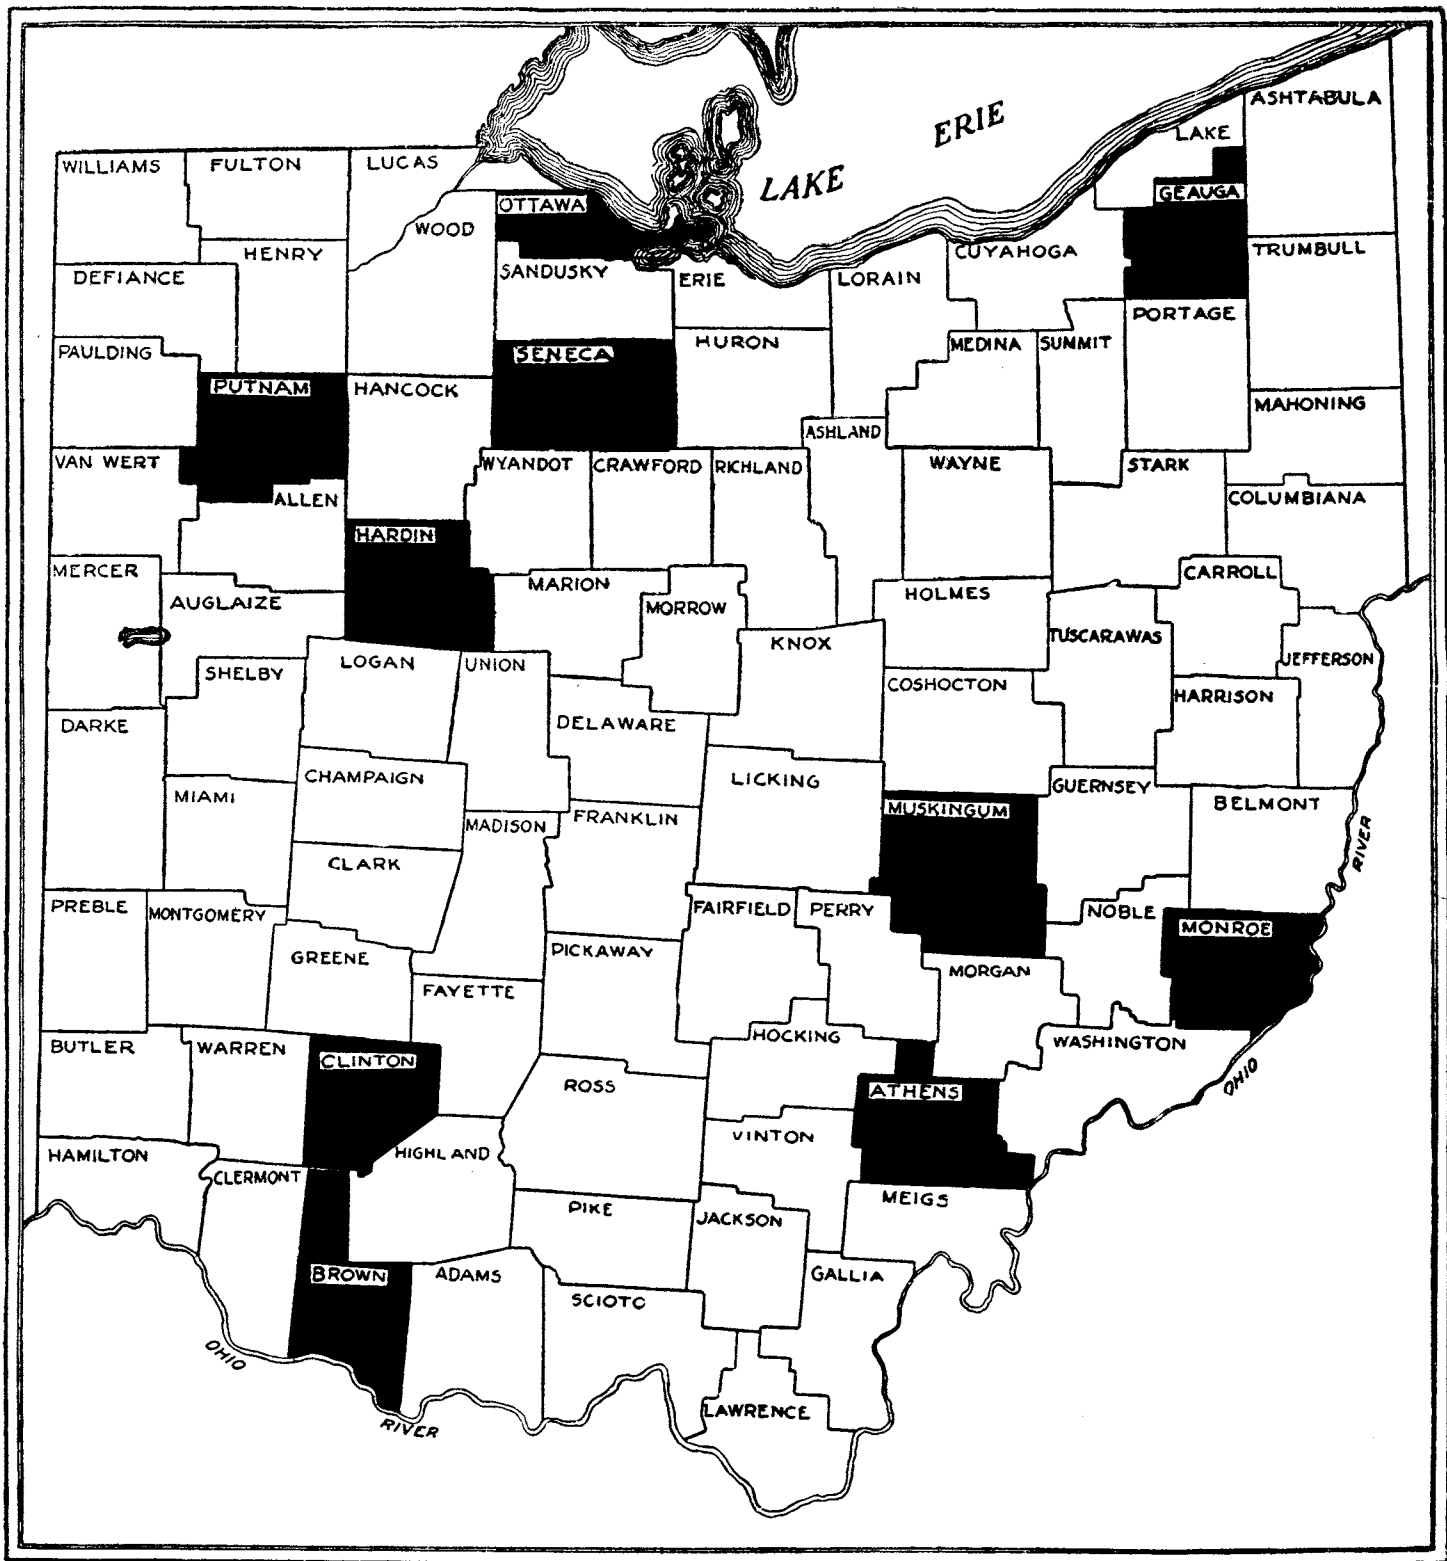 ASHTABULA
LAKE
ERIE
LAKE
GEAUGA
WILLIAMS
FULTON
LUCAS
OTTAWA
WOOD
HENRY
SANDUSKY
ERIE
LORAIN
CUYAHOGA
TRUMBULL
DEFIANCE
PORTAGE
PAULDING
SENECA
HURON
MEDINA
SUMMIT
PUTNAM
HANCOCK
MAHONING
ASHLAND
VAN WERT
WYANDOT
CRAWFORD
RICHLAND
WAYNE
STARK
ALLEN
COLUMBIANA
HARDIN
MERCER
AUGLAIZE
MARION
MORROW
HOLMES
CARROLL
TUSCARAWAS
JEFFERSON
KNOX
LOGAN
UNION
SHELBY
COSHOCTON
HARRISON
DARKE
DELAWARE
CHAMPAIGN
LICKING
GUERNSEY
MIAMI
MUSKINGUM
BELMONT
MADISON
FRANKLIN
RIVER
CLARK
PREBLE
MONTGOMERY
FAIRFIELD
PERRY
NOBLE
MONROE
GREENE
PICKAWAY
MORGAN
FAYETTE
BUTLER
WARREN
CLINTON
HOCKING
WASHINGTON
OHIO
ROSS
ATHENS
HAMILTON
CLERMONT
HIGHLAND
VINTON
MEIGS
PIKE
JACKSON
BROWN
ADAMS
GALLIA
SCIOTO
OHIO
RIVER
LAWRENCE